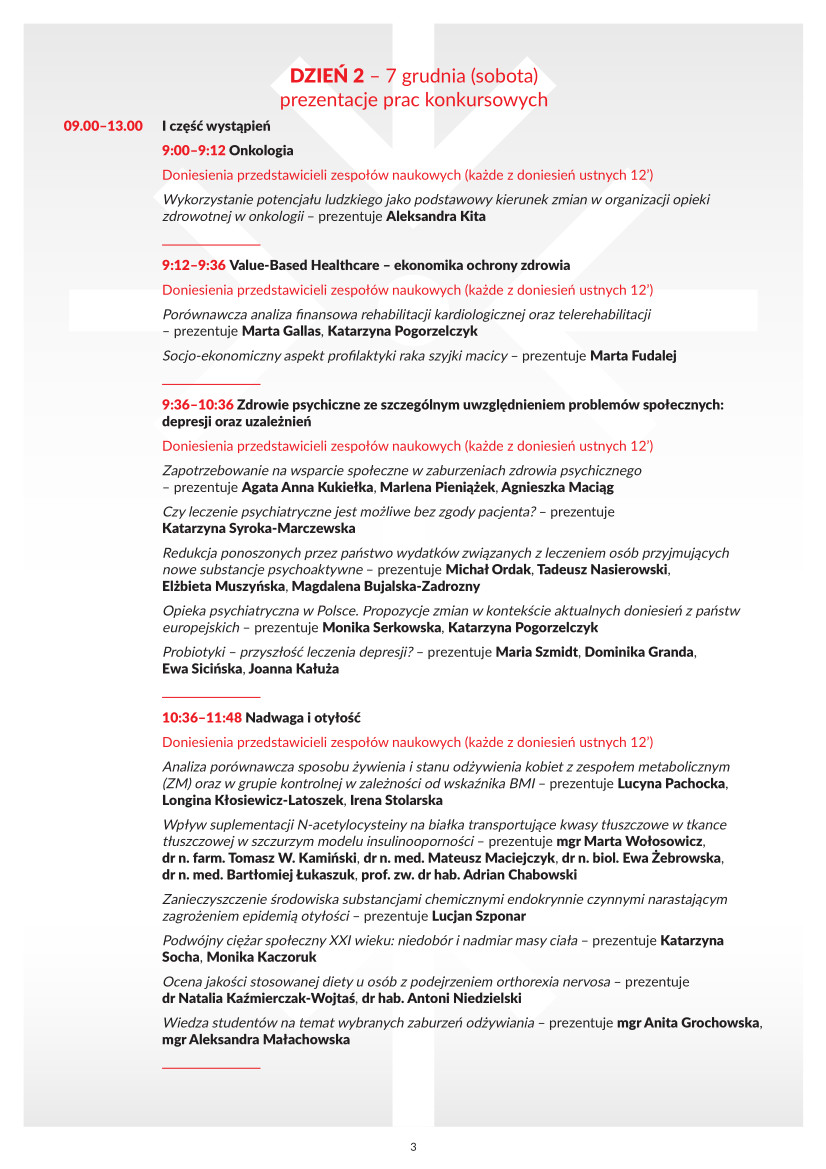 DZIEŃ 2 – 7 grudnia (sobota)
prezentacje prac konkursowych
09.00–13.00 I część wystąpień
9:00–9:12 Onkologia
Doniesienia przedstawicieli zespołów naukowych (każde z doniesień ustnych 12’)
Wykorzystanie potencjału ludzkiego jako podstawowy kierunek zmian w organizacji opieki
zdrowotnej w onkologii – prezentuje Aleksandra Kita
9:12–9:36 Value-Based Healthcare – ekonomika ochrony zdrowia
Doniesienia przedstawicieli zespołów naukowych (każde z doniesień ustnych 12’)
Porównawcza analiza finansowa rehabilitacji kardiologicznej oraz telerehabilitacji
– prezentuje Marta Gallas, Katarzyna Pogorzelczyk
Socjo-ekonomiczny aspekt profilaktyki raka szyjki macicy – prezentuje Marta Fudalej
9:36–10:36 Zdrowie psychiczne ze szczególnym uwzględnieniem problemów społecznych:
depresji oraz uzależnień
Doniesienia przedstawicieli zespołów naukowych (każde z doniesień ustnych 12’)
Zapotrzebowanie na wsparcie społeczne w zaburzeniach zdrowia psychicznego
– prezentuje Agata Anna Kukiełka, Marlena Pieniążek, Agnieszka Maciąg
Czy leczenie psychiatryczne jest możliwe bez zgody pacjenta? – prezentuje
Katarzyna Syroka-Marczewska
Redukcja ponoszonych przez państwo wydatków związanych z leczeniem osób przyjmujących
nowe substancje psychoaktywne – prezentuje Michał Ordak, Tadeusz Nasierowski,
Elżbieta Muszyńska, Magdalena Bujalska-Zadrozny
Opieka psychiatryczna w Polsce. Propozycje zmian w kontekście aktualnych doniesień z państw
europejskich – prezentuje Monika Serkowska, Katarzyna Pogorzelczyk
Probiotyki – przyszłość leczenia depresji? – prezentuje Maria Szmidt, Dominika Granda,
Ewa Sicińska, Joanna Kałuża
10:36–11:48 Nadwaga i otyłość
Doniesienia przedstawicieli zespołów naukowych (każde z doniesień ustnych 12’)
Analiza porównawcza sposobu żywienia i stanu odżywienia kobiet z zespołem metabolicznym
(ZM) oraz w grupie kontrolnej w zależności od wskaźnika BMI – prezentuje Lucyna Pachocka,
Longina Kłosiewicz-Latoszek, Irena Stolarska
Wpływ suplementacji N-acetylocysteiny na białka transportujące kwasy tłuszczowe w tkance
tłuszczowej w szczurzym modelu insulinooporności – prezentuje mgr Marta Wołosowicz,
dr n. farm. Tomasz W. Kamiński, dr n. med. Mateusz Maciejczyk, dr n. biol. Ewa Żebrowska,
dr n. med. Bartłomiej Łukaszuk, prof. zw. dr hab. Adrian Chabowski
Zanieczyszczenie środowiska substancjami chemicznymi endokrynnie czynnymi narastającym
zagrożeniem epidemią otyłości – prezentuje Lucjan Szponar
Podwójny ciężar społeczny XXI wieku: niedobór i nadmiar masy ciała – prezentuje Katarzyna
Socha, Monika Kaczoruk
Ocena jakości stosowanej diety u osób z podejrzeniem orthorexia nervosa – prezentuje
dr Natalia Kaźmierczak-Wojtaś, dr hab. Antoni Niedzielski
Wiedza studentów na temat wybranych zaburzeń odżywiania – prezentuje mgr Anita Grochowska,
mgr Aleksandra Małachowska
3